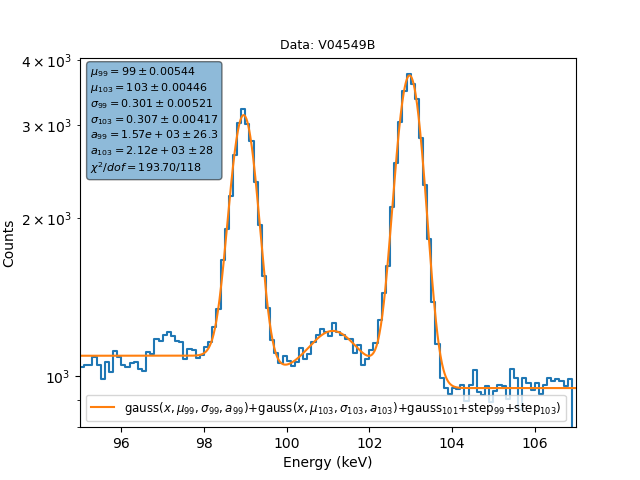 Data: V04549B
μ99 = 99 ± 0.00544
μ103 = 103 ± 0.00446
σ99 = 0.301 ± 0.00521
σ103 = 0.307 ± 0.00417
a99 = 1.57e + 03 ± 26.3
a103 = 2.12e + 03 ± 28
χ²/dof = 193.70/118
4 × 10³
3 × 10³
2 × 10³
10³
Counts
gauss(x, μ99, σ99, a99)+gauss(x, μ103, σ103, a103)+gauss101+step99+step103)
96 98 100 102 104 106
Energy (keV)